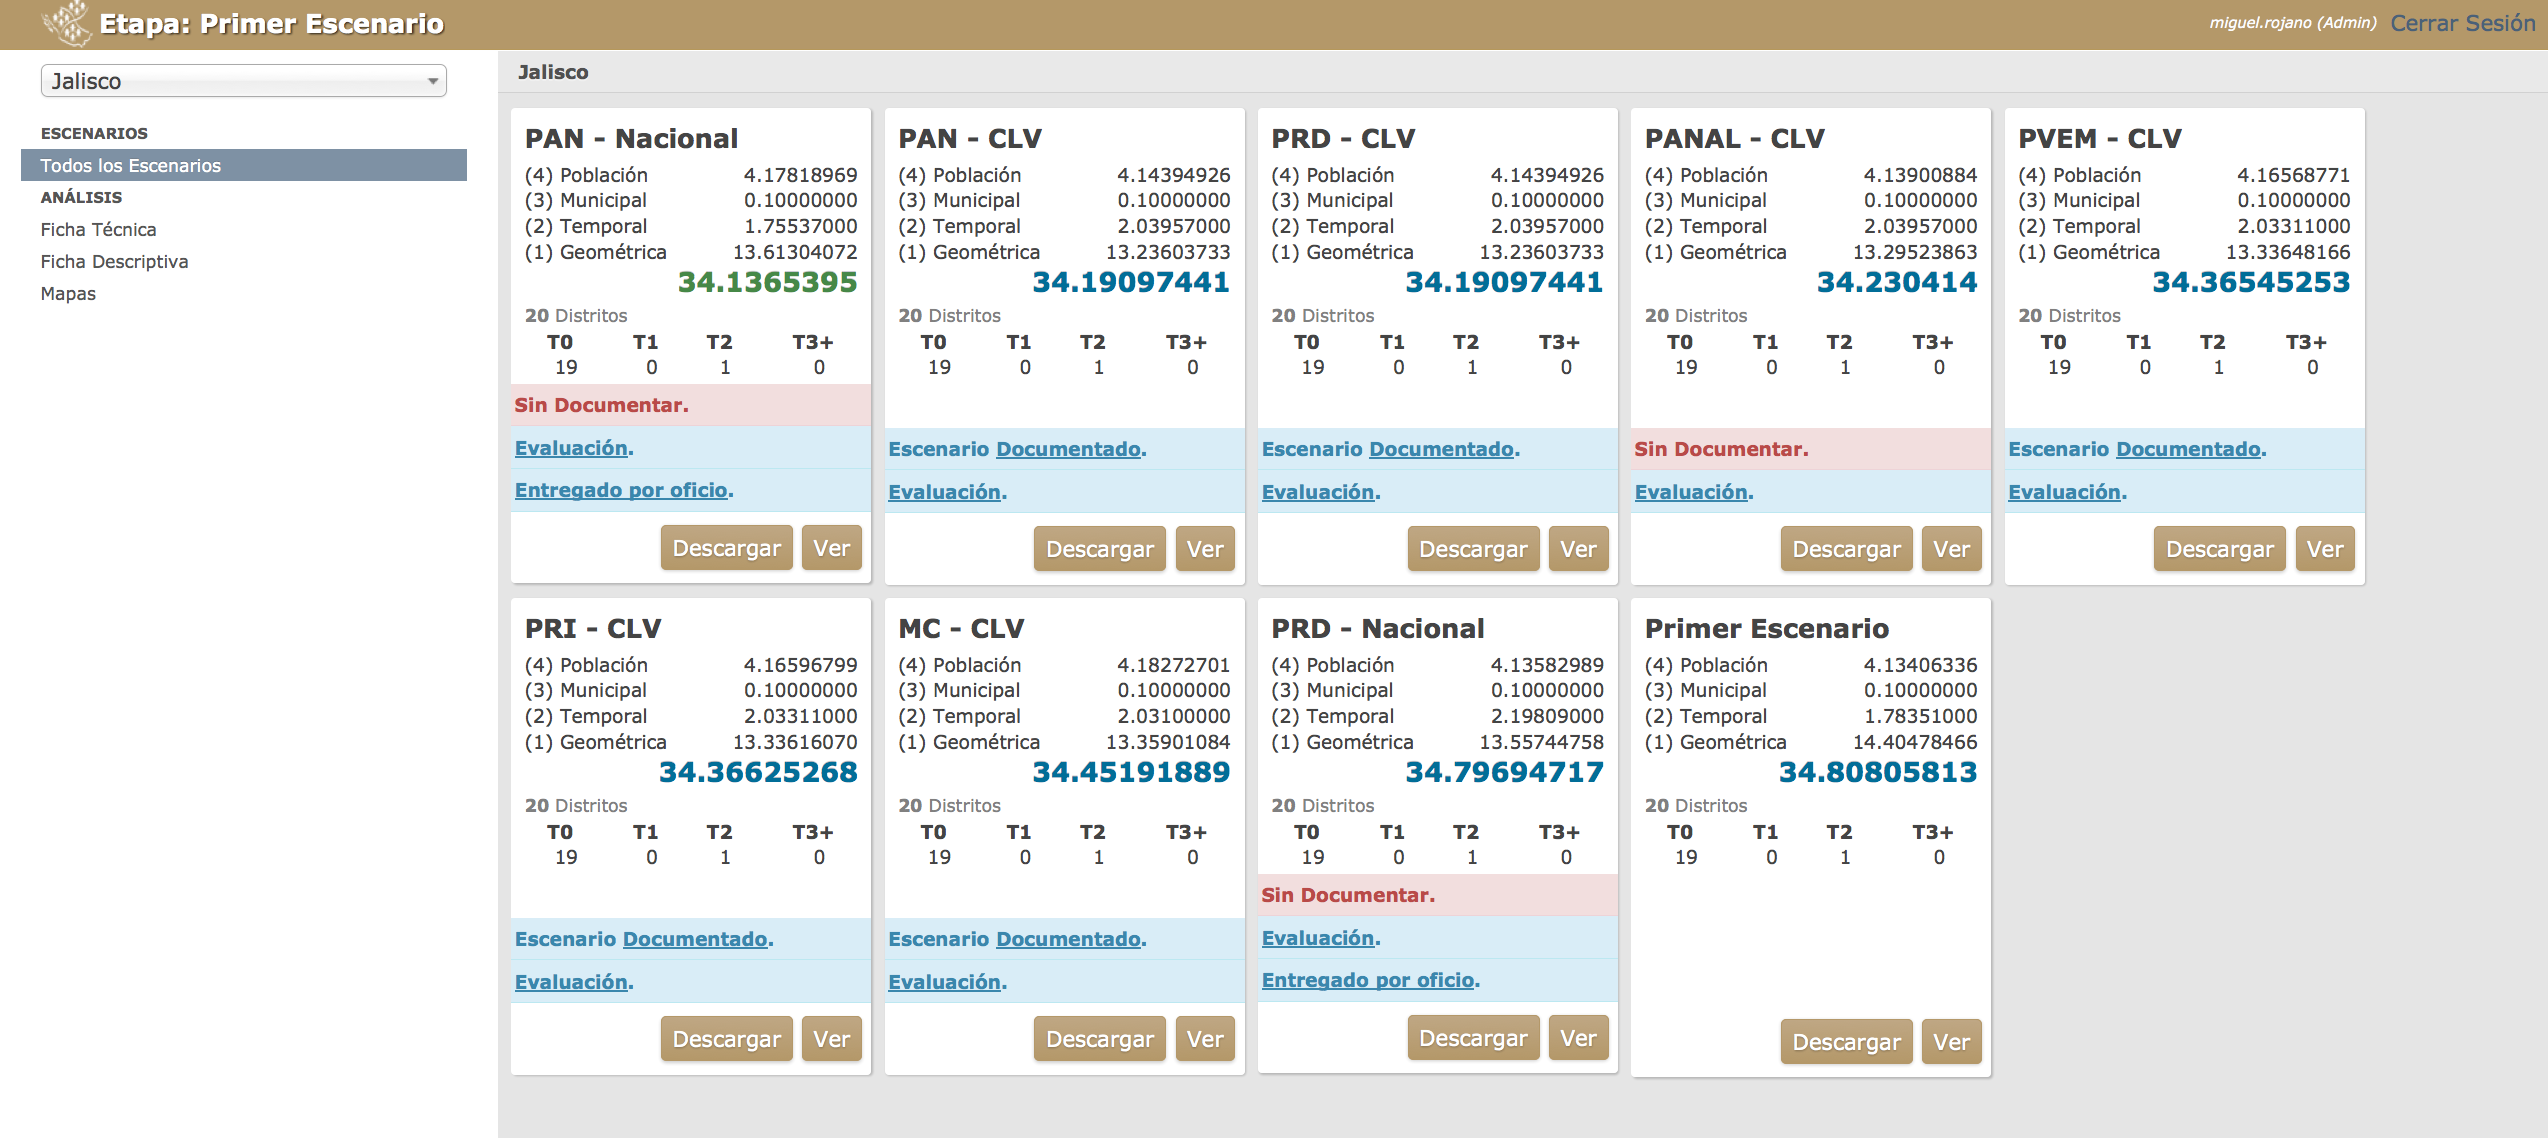 Etapa: Primer Escenario
miguel.rojano (Admin) Cerrar Sesión
Jalisco
ESCENARIOS
Todos los Escenarios
ANÁLISIS
Ficha Técnica
Ficha Descriptiva
Mapas
Jalisco
PAN - Nacional
(4) Población 4.17818969
(3) Municipal 0.10000000
(2) Temporal 1.75537000
(1) Geométrica 13.61304072
34.1365395
20 Distritos
T0 T1 T2 T3+
19 0 1 0
Sin Documentar.
Evaluación.
Entregado por oficio.
Descargar Ver
PAN - CLV
(4) Población 4.14394926
(3) Municipal 0.10000000
(2) Temporal 2.03957000
(1) Geométrica 13.23603733
34.19097441
20 Distritos
T0 T1 T2 T3+
19 0 1 0
Escenario Documentado.
Evaluación.
Descargar Ver
PRD - CLV
(4) Población 4.14394926
(3) Municipal 0.10000000
(2) Temporal 2.03957000
(1) Geométrica 13.23603733
34.19097441
20 Distritos
T0 T1 T2 T3+
19 0 1 0
Escenario Documentado.
Evaluación.
Descargar Ver
PANAL - CLV
(4) Población 4.13900884
(3) Municipal 0.10000000
(2) Temporal 2.03957000
(1) Geométrica 13.29523863
34.230414
20 Distritos
T0 T1 T2 T3+
19 0 1 0
Sin Documentar.
Evaluación.
Descargar Ver
PVEM - CLV
(4) Población 4.16568771
(3) Municipal 0.10000000
(2) Temporal 2.03311000
(1) Geométrica 13.33648166
34.36545253
20 Distritos
T0 T1 T2 T3+
19 0 1 0
Escenario Documentado.
Evaluación.
Descargar Ver
PRI - CLV
(4) Población 4.16596799
(3) Municipal 0.10000000
(2) Temporal 2.03311000
(1) Geométrica 13.33616070
34.36625268
20 Distritos
T0 T1 T2 T3+
19 0 1 0
Escenario Documentado.
Evaluación.
Descargar Ver
MC - CLV
(4) Población 4.18272701
(3) Municipal 0.10000000
(2) Temporal 2.03100000
(1) Geométrica 13.35901084
34.45191889
20 Distritos
T0 T1 T2 T3+
19 0 1 0
Escenario Documentado.
Evaluación.
Descargar Ver
PRD - Nacional
(4) Población 4.13582989
(3) Municipal 0.10000000
(2) Temporal 2.19809000
(1) Geométrica 13.55744758
34.79694717
20 Distritos
T0 T1 T2 T3+
19 0 1 0
Sin Documentar.
Evaluación.
Entregado por oficio.
Descargar Ver
Primer Escenario
(4) Población 4.13406336
(3) Municipal 0.10000000
(2) Temporal 1.78351000
(1) Geométrica 14.40478466
34.80805813
20 Distritos
T0 T1 T2 T3+
19 0 1 0
Descargar Ver